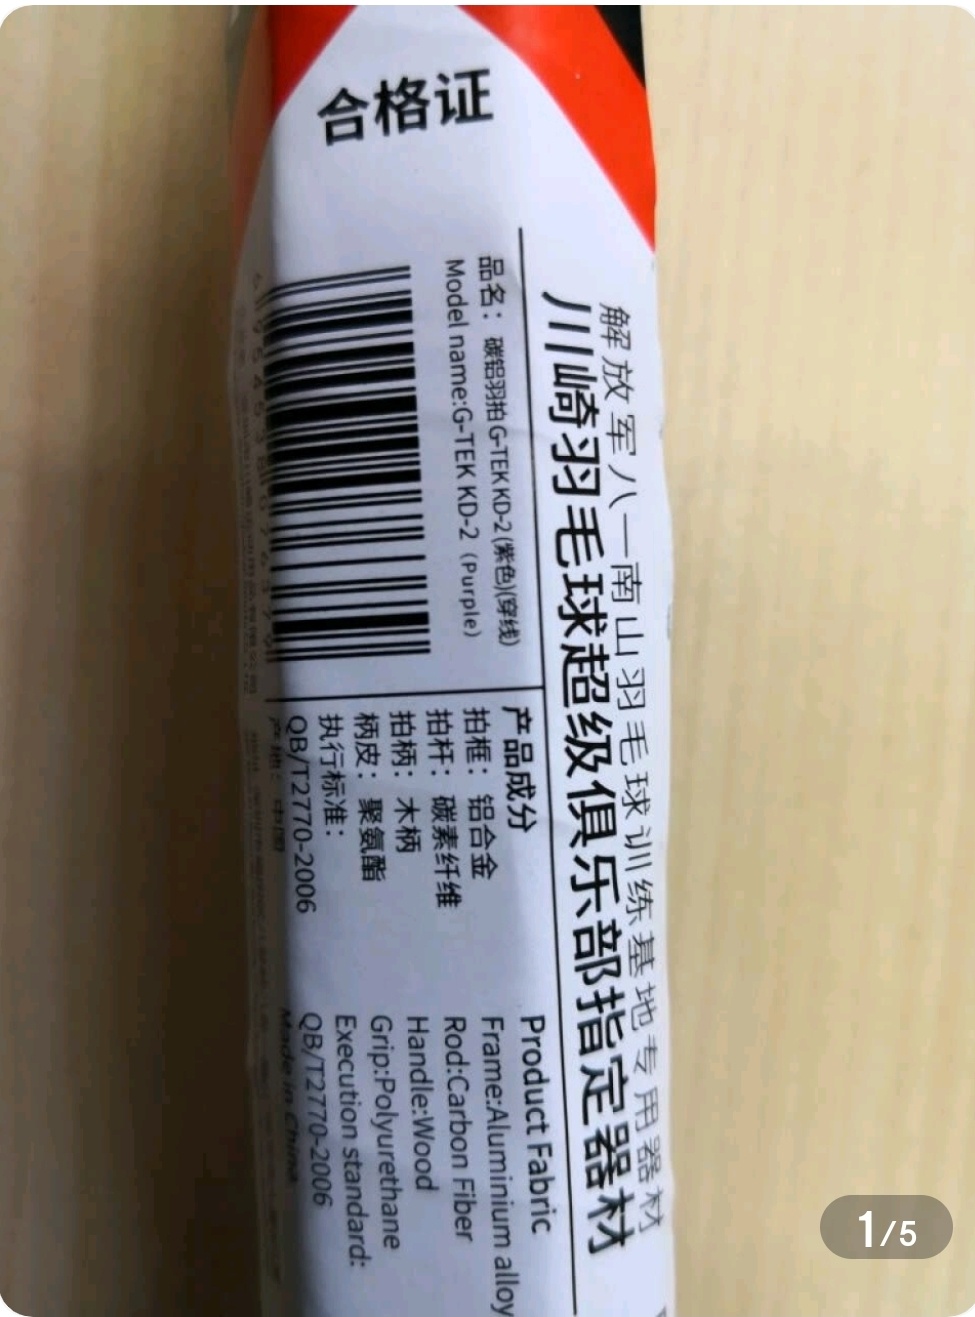 合格证
解放军八一南山羽毛球训练基地专用器材
川崎羽毛球超级俱乐部指定器材
品名：碳铝羽拍G-TEK KD-2(紫色)(穿线)
Model name:G-TEK KD-2（Purple）
产品成分
拍框：铝合金
拍杆：碳素纤维
拍柄：木柄
柄皮：聚氨酯
执行标准：
QB/T2770-2006
产地：中国
Product Fabric
Frame:Aluminium alloy
Rod:Carbon Fiber
Handle:Wood
Grip:Polyurethane
Execution standard:
QB/T2770-2006
Made in China
1/5